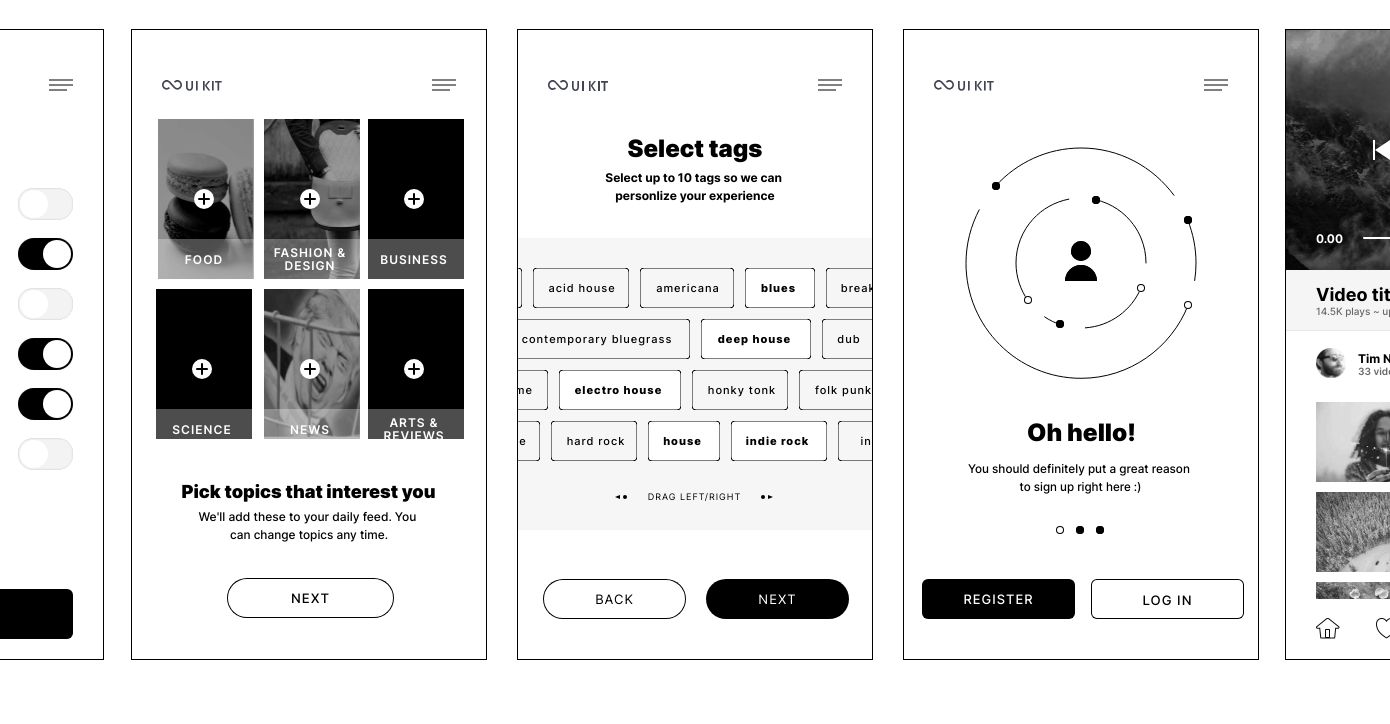 UI KIT
FOOD
FASHION &
DESIGN
BUSINESS
SCIENCE
NEWS
ARTS &
REVIEWS
Pick topics that interest you
We'll add these to your daily feed. You
can change topics any time.
NEXT
UI KIT
Select tags
Select up to 10 tags so we can
personlize your experience
acid house americana blues break
contemporary bluegrass deep house dub
me electro house honky tonk folk punk
e hard rock house indie rock in
DRAG LEFT/RIGHT
BACK NEXT
UI KIT
Oh hello!
You should definitely put a great reason
to sign up right here :)
REGISTER LOG IN
0.00
Video tit
14.5K plays ~ up
Tim N
33 vide